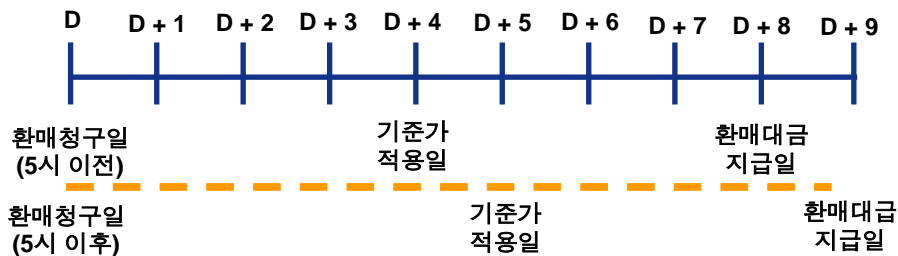 D D + 1 D + 2 D + 3 D + 4 D + 5 D + 6 D + 7 D + 8 D + 9
환매청구일 기준가 환매대금
(5시 이전) 적용일 지급일
환매청구일 기준가 환매대급
(5시 이후) 적용일 지급일